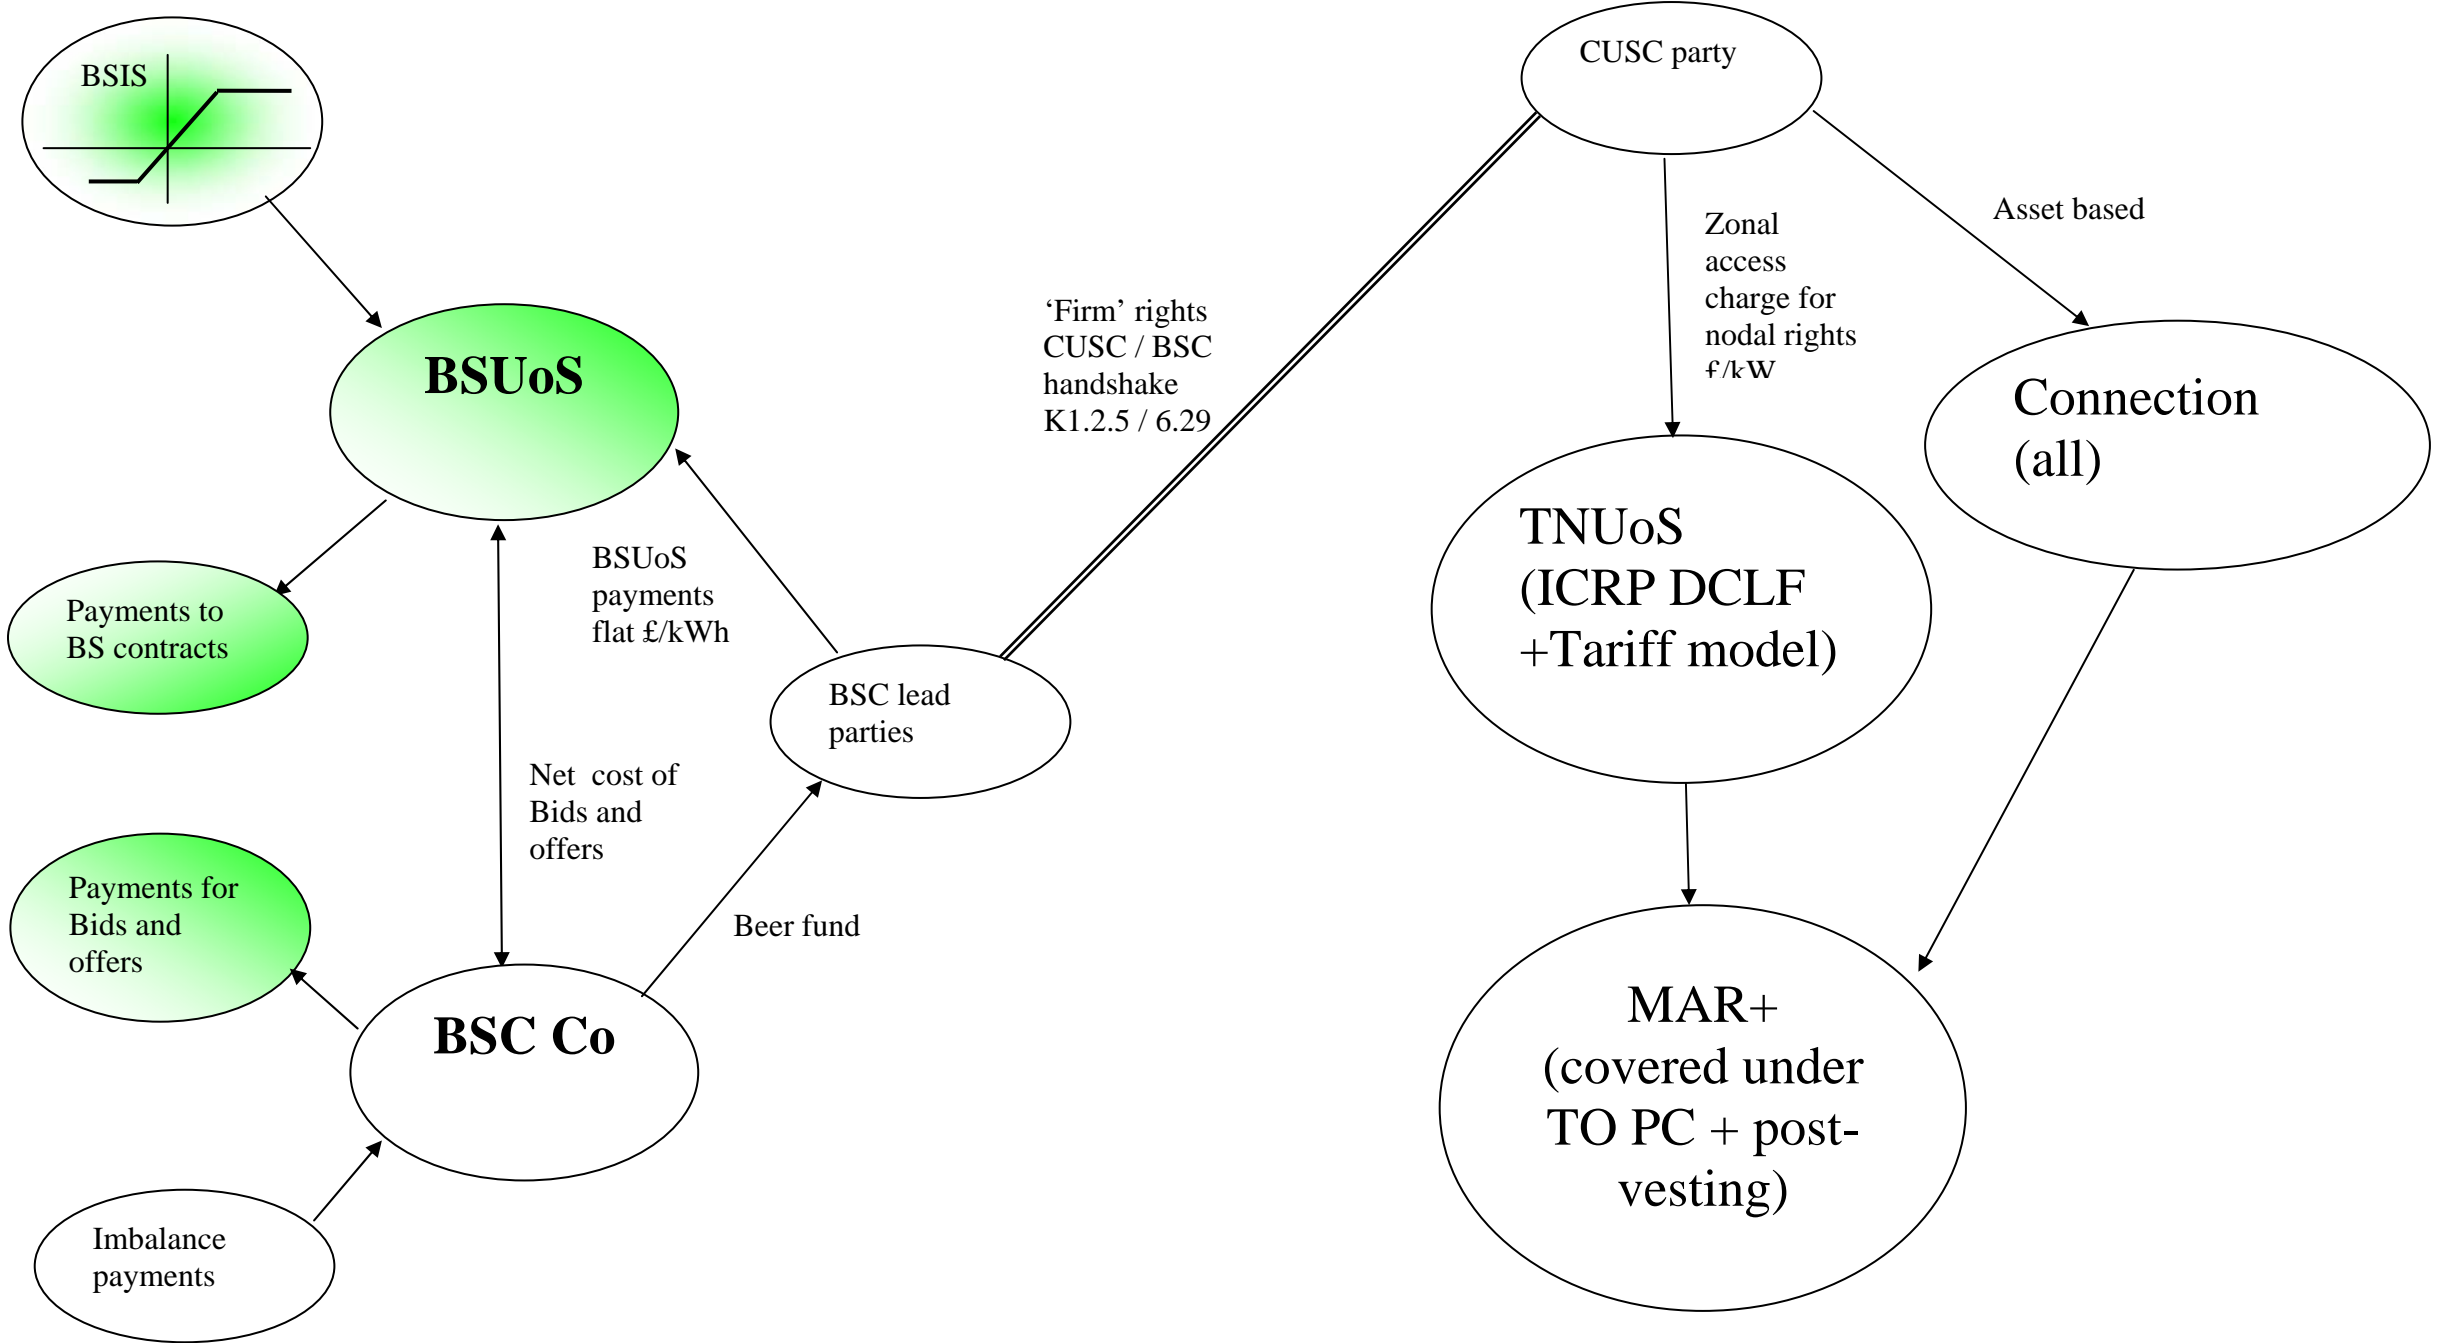 BSIS
CUSC party
Asset based
Zonal
access
charge for
nodal rights
£/kW
‘Firm’ rights
CUSC / BSC
handshake
K1.2.5 / 6.29
BSUoS
Connection
(all)
TNUoS
(ICRP DCLF
+Tariff model)
BSUoS
payments
flat £/kWh
Payments to
BS contracts
BSC lead
parties
Net  cost of
Bids and
offers
Payments for
Bids and
offers
Beer fund
BSC Co
MAR+
(covered under
TO PC + post-
vesting)
Imbalance
payments